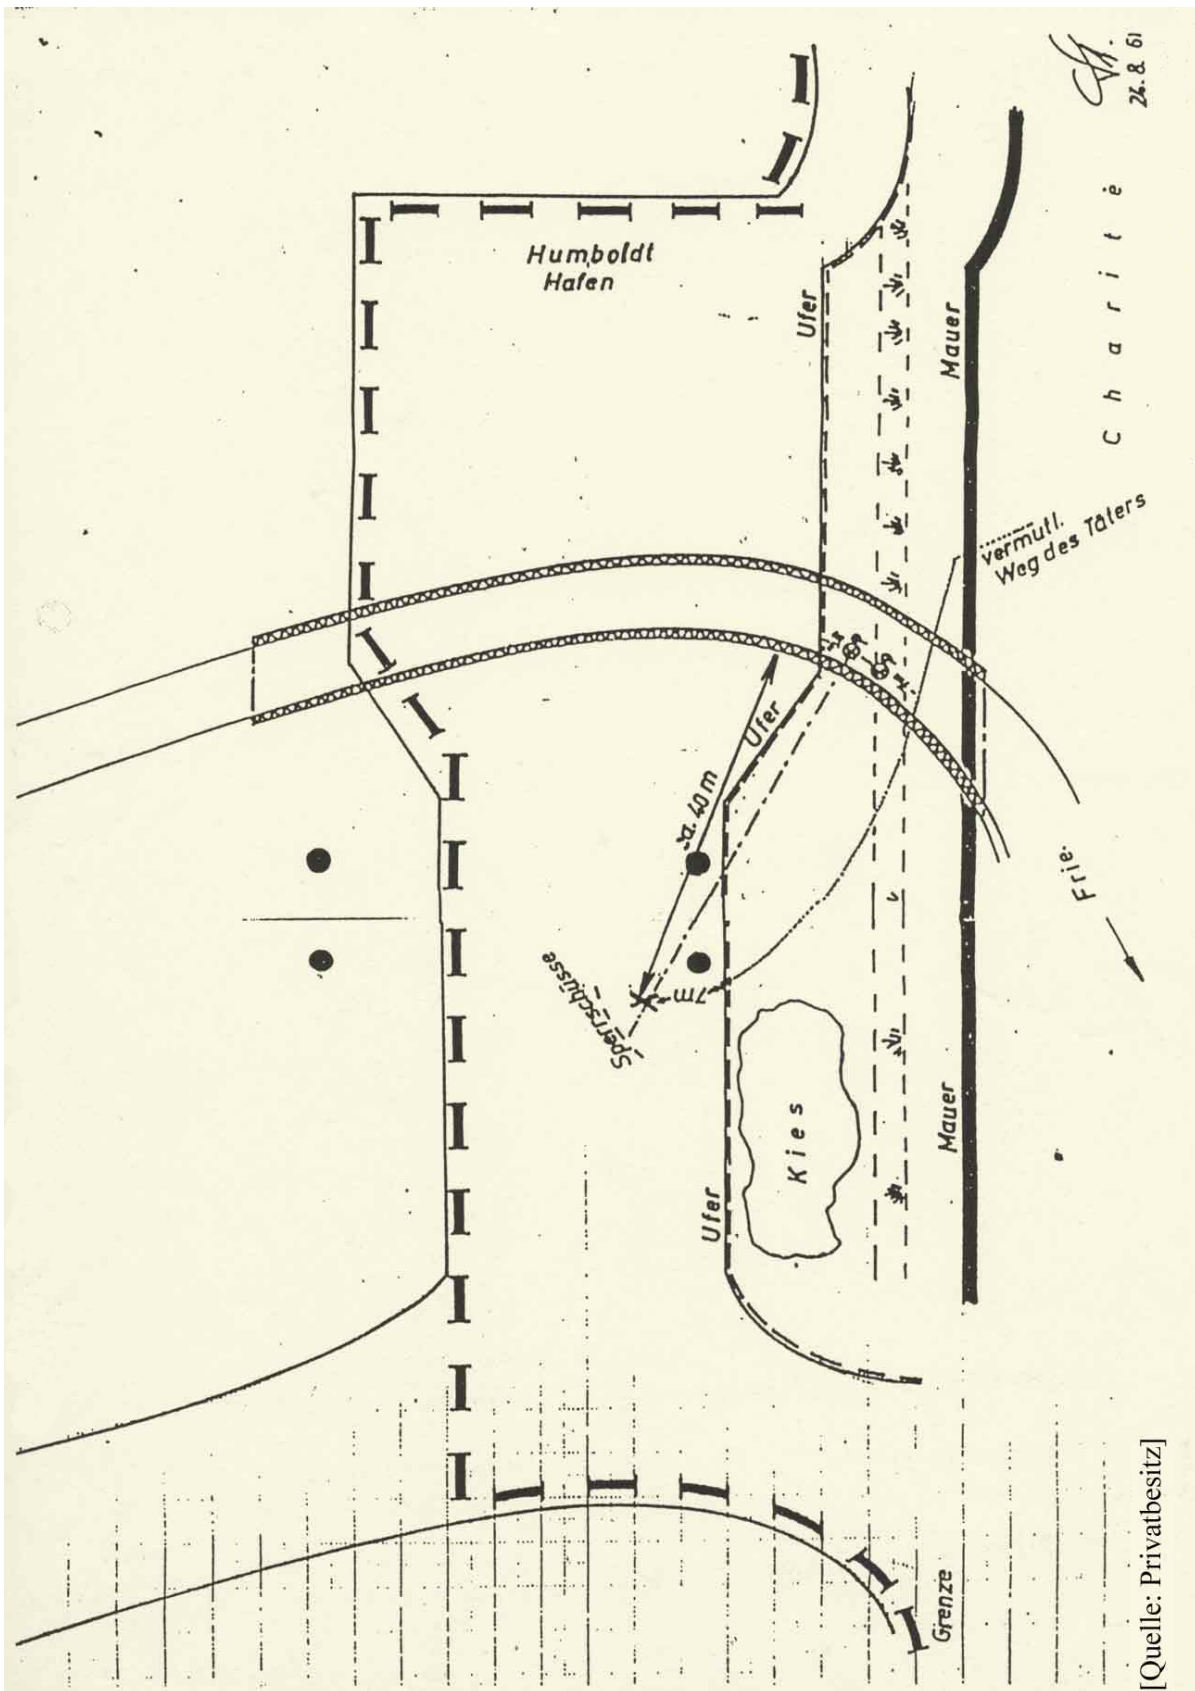 24.8.61
Charité
Humboldt
Hafen
Ufer
Mauer
vermutl.
Weg des Täters
Ufer
ca. 40 m
Sperrschüsse
7m
Frie.
Kies
Mauer
Ufer
Grenze
[Quelle: Privatbesitz]